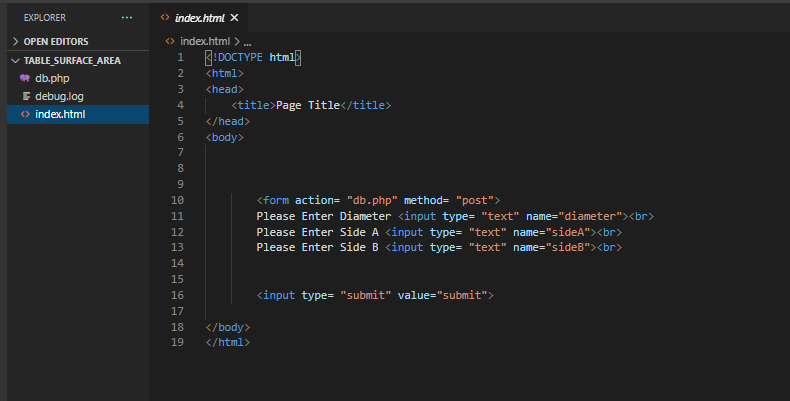 EXPLORER ...
OPEN EDITORS
TABLE_SURFACE_AREA
db.php
debug.log
index.html
index.html
index.html > ...
1 <!DOCTYPE html>
2 <html>
3 <head>
4 <title>Page Title</title>
5 </head>
6 <body>
7
8
9
10 <form action= "db.php" method= "post">
11 Please Enter Diameter <input type= "text" name="diameter"><br>
12 Please Enter Side A <input type= "text" name="sideA"><br>
13 Please Enter Side B <input type= "text" name="sideB"><br>
14
15
16 <input type= "submit" value="submit">
17
18 </body>
19 </html>